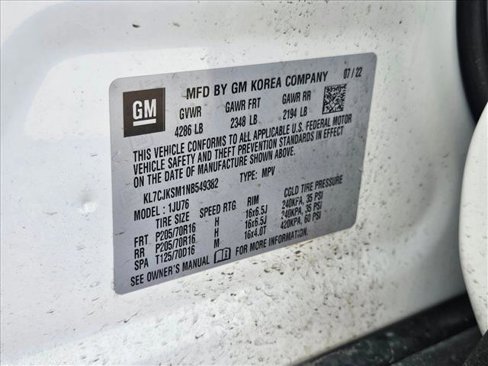 MFD BY GM KOREA COMPANY 07/22
GM
GVWR GAWR FRT GAWR RR
4286 LB 2348 LB 2194 LB
THIS VEHICLE CONFORMS TO ALL APPLICABLE U.S. FEDERAL MOTOR
VEHICLE SAFETY AND THEFT PREVENTION STANDARDS IN EFFECT
ON THE DATE OF MANUFACTURE SHOWN ABOVE.
KL7CJKSM1NB549382 TYPE: MPV
MODEL: 1JU76
TIRE SIZE SPEED RTG RIM CGLD TIRE PRESSURE
FRT P205/70R16 H 16x6.5J 240KPA, 35 PSI
RR P205/70R16 H 16x6.5J 240KPA, 35 PSI
SPA T125/70D16 M 16x4.0T 420KPA, 60 PSI
SEE OWNER'S MANUAL FOR MORE INFORMATION.